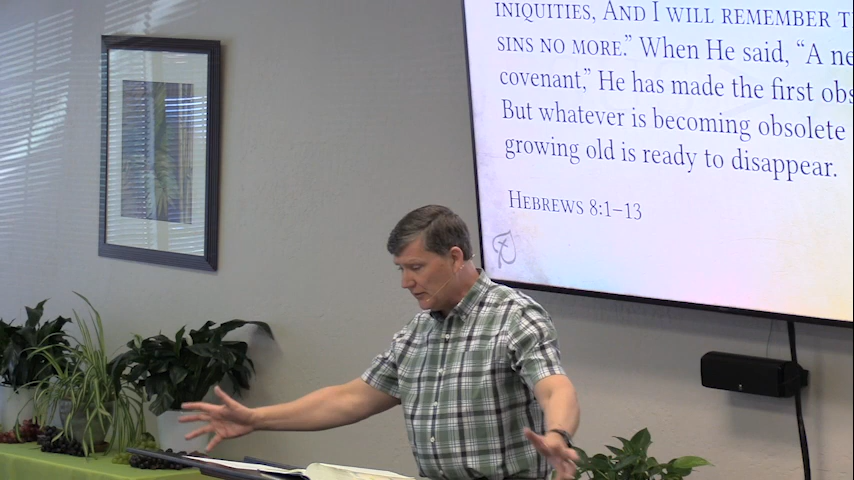 INIQUITIES, AND I WILL REMEMBER
SINS NO MORE.” When He said, “A
covenant,” He has made the first
But whatever is becoming obsolete
growing old is ready to disappear.
HEBREWS 8:1–13